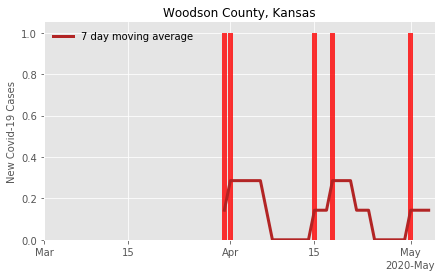 Woodson County, Kansas
7 day moving average
New Covid-19 Cases
1.0
0.8
0.6
0.4
0.2
0.0
Mar
15
Apr
15
May
2020-May